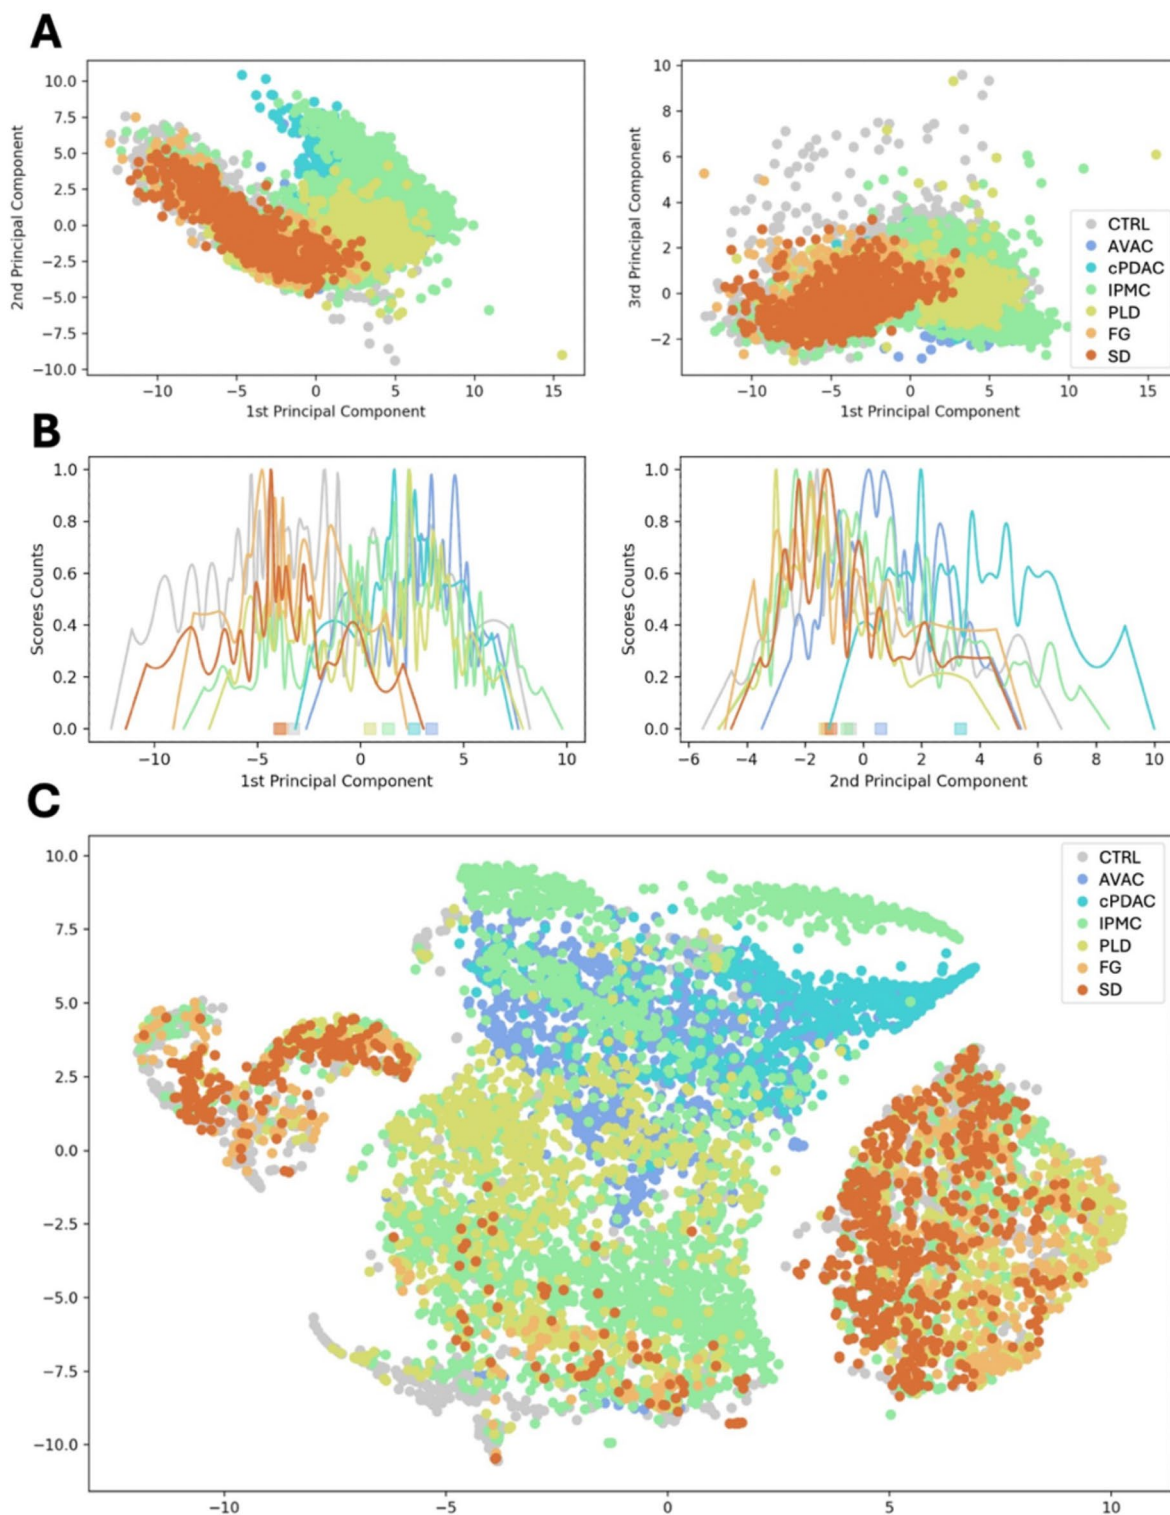 A
10.0
7.5
5.0
2.5
0.0
−2.5
−5.0
−7.5
−10.0
2nd Principal Component
−10 −5 0 5 10 15
1st Principal Component
10
8
6
4
2
0
−2
3rd Principal Component
−10 −5 0 5 10 15
1st Principal Component
CTRL
AVAC
cPDAC
IPMC
PLD
FG
SD
B
1.0
0.8
0.6
0.4
0.2
0.0
Scores Counts
−10 −5 0 5 10
1st Principal Component
1.0
0.8
0.6
0.4
0.2
0.0
Scores Counts
−6 −4 −2 0 2 4 6 8 10
2nd Principal Component
C
10.0
7.5
5.0
2.5
0.0
−2.5
−5.0
−7.5
−10.0
−10 −5 0 5 10
CTRL
AVAC
cPDAC
IPMC
PLD
FG
SD